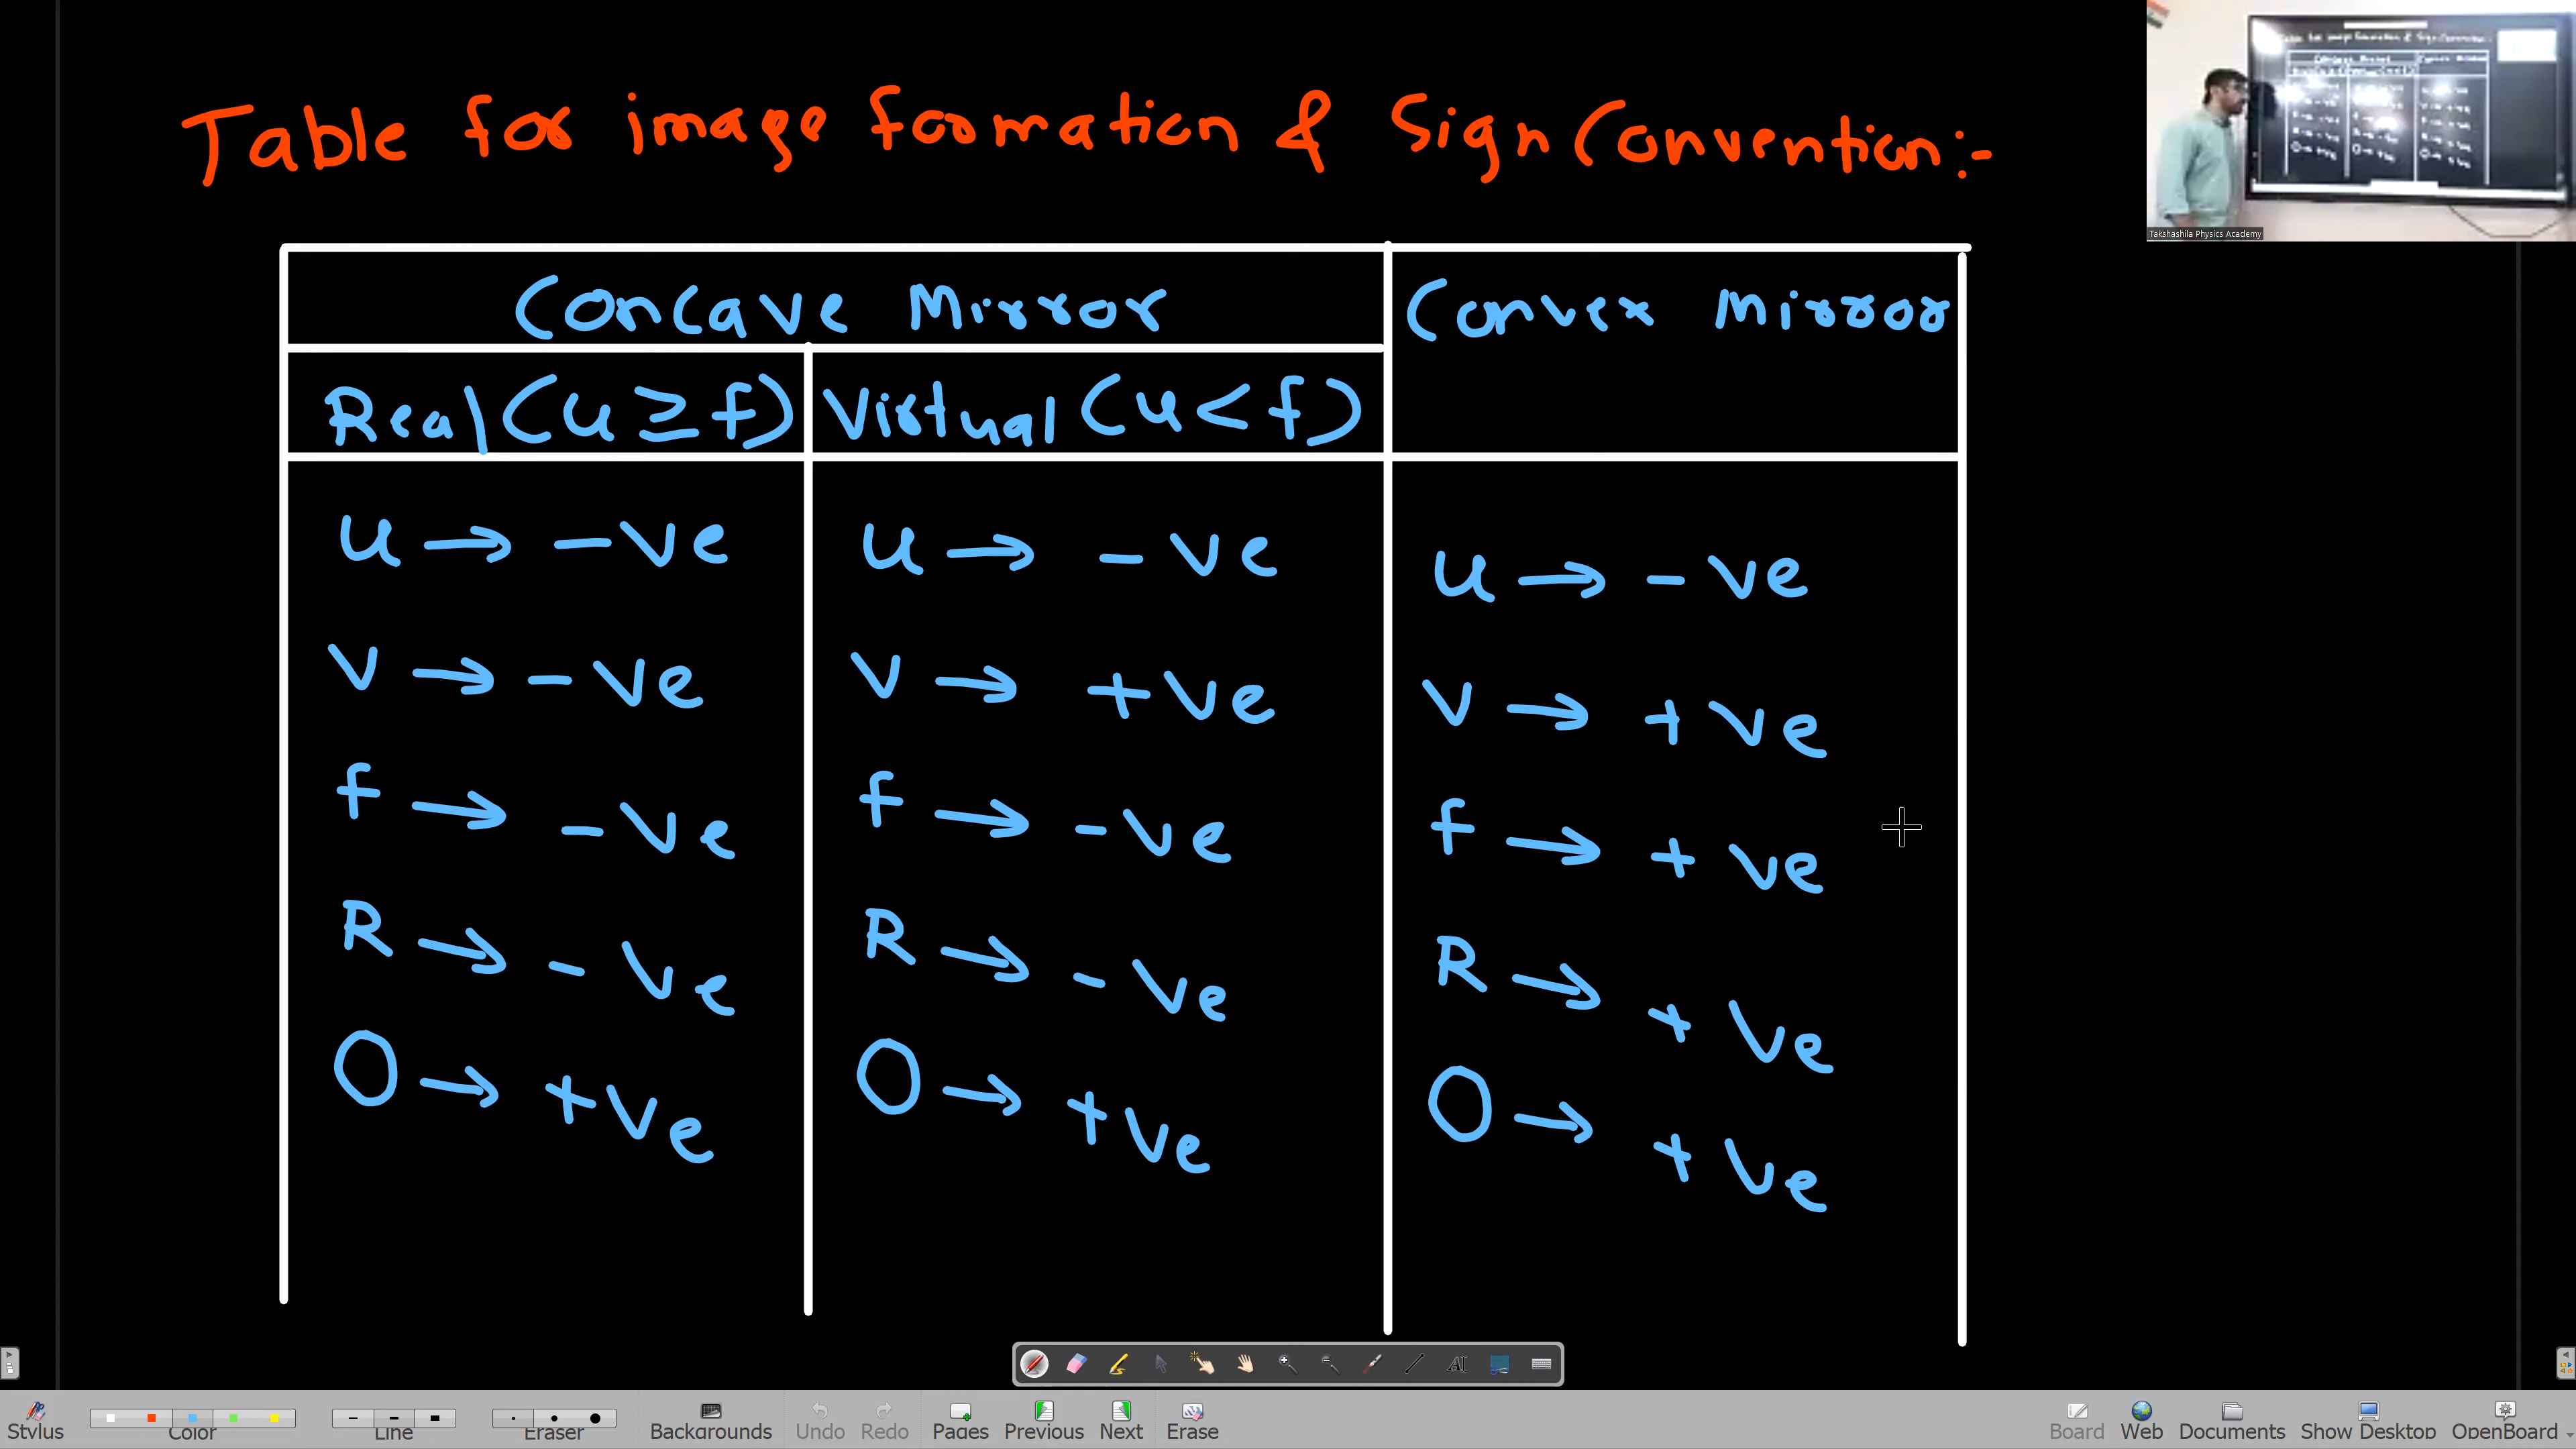 Table for image formation & Sign Convention:-
Takshashila Physics Academy
Concave Mirror
Convex Mirror
Real (u ≥ f)
Virtual (u < f)
u → -ve
v → -ve
f → -ve
R → -ve
O → +ve
u → -ve
v → +ve
f → -ve
R → -ve
O → +ve
u → -ve
v → +ve
f → +ve
R → +ve
O → +ve
Stylus
Color
Line
Eraser
Backgrounds
Undo
Redo
Pages
Previous
Next
Erase
Board
Web
Documents
Show Desktop
OpenBoard